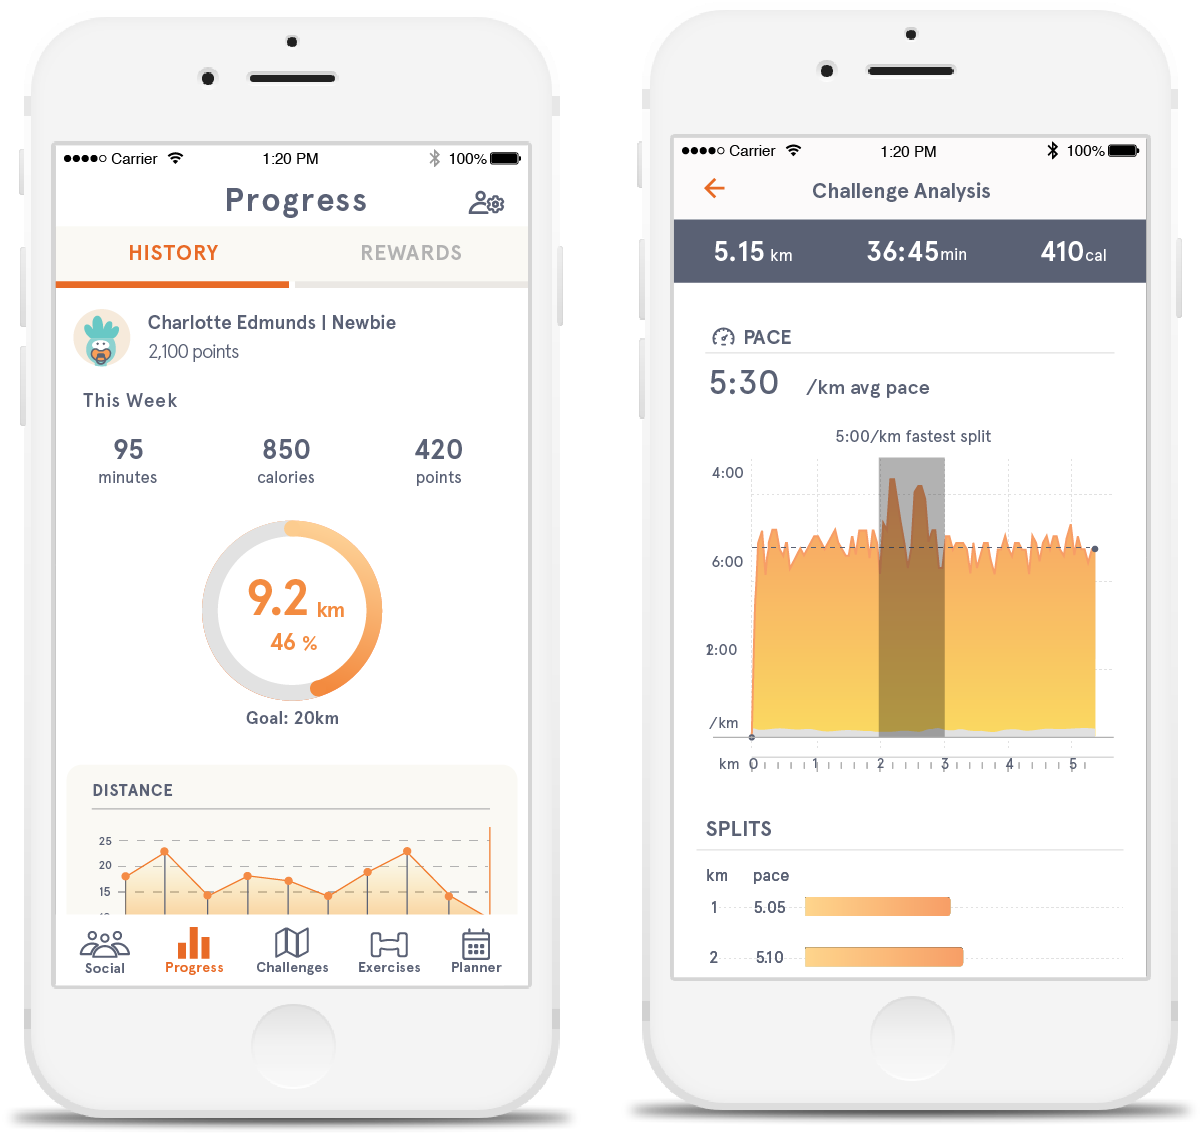 Carrier 1:20 PM 100%
Progress
HISTORY REWARDS
Charlotte Edmunds | Newbie
2,100 points
This Week
95 850 420
minutes calories points
9.2 km
46 %
Goal: 20km
DISTANCE
25
20
15
Social Progress Challenges Exercises Planner
Carrier 1:20 PM 100%
Challenge Analysis
5.15 km 36:45min 410cal
PACE
5:30 /km avg pace
5:00/km fastest split
4:00
6:00
:00
/km
km 0 1 2 3 4 5
SPLITS
km pace
1 5.05
2 5.10